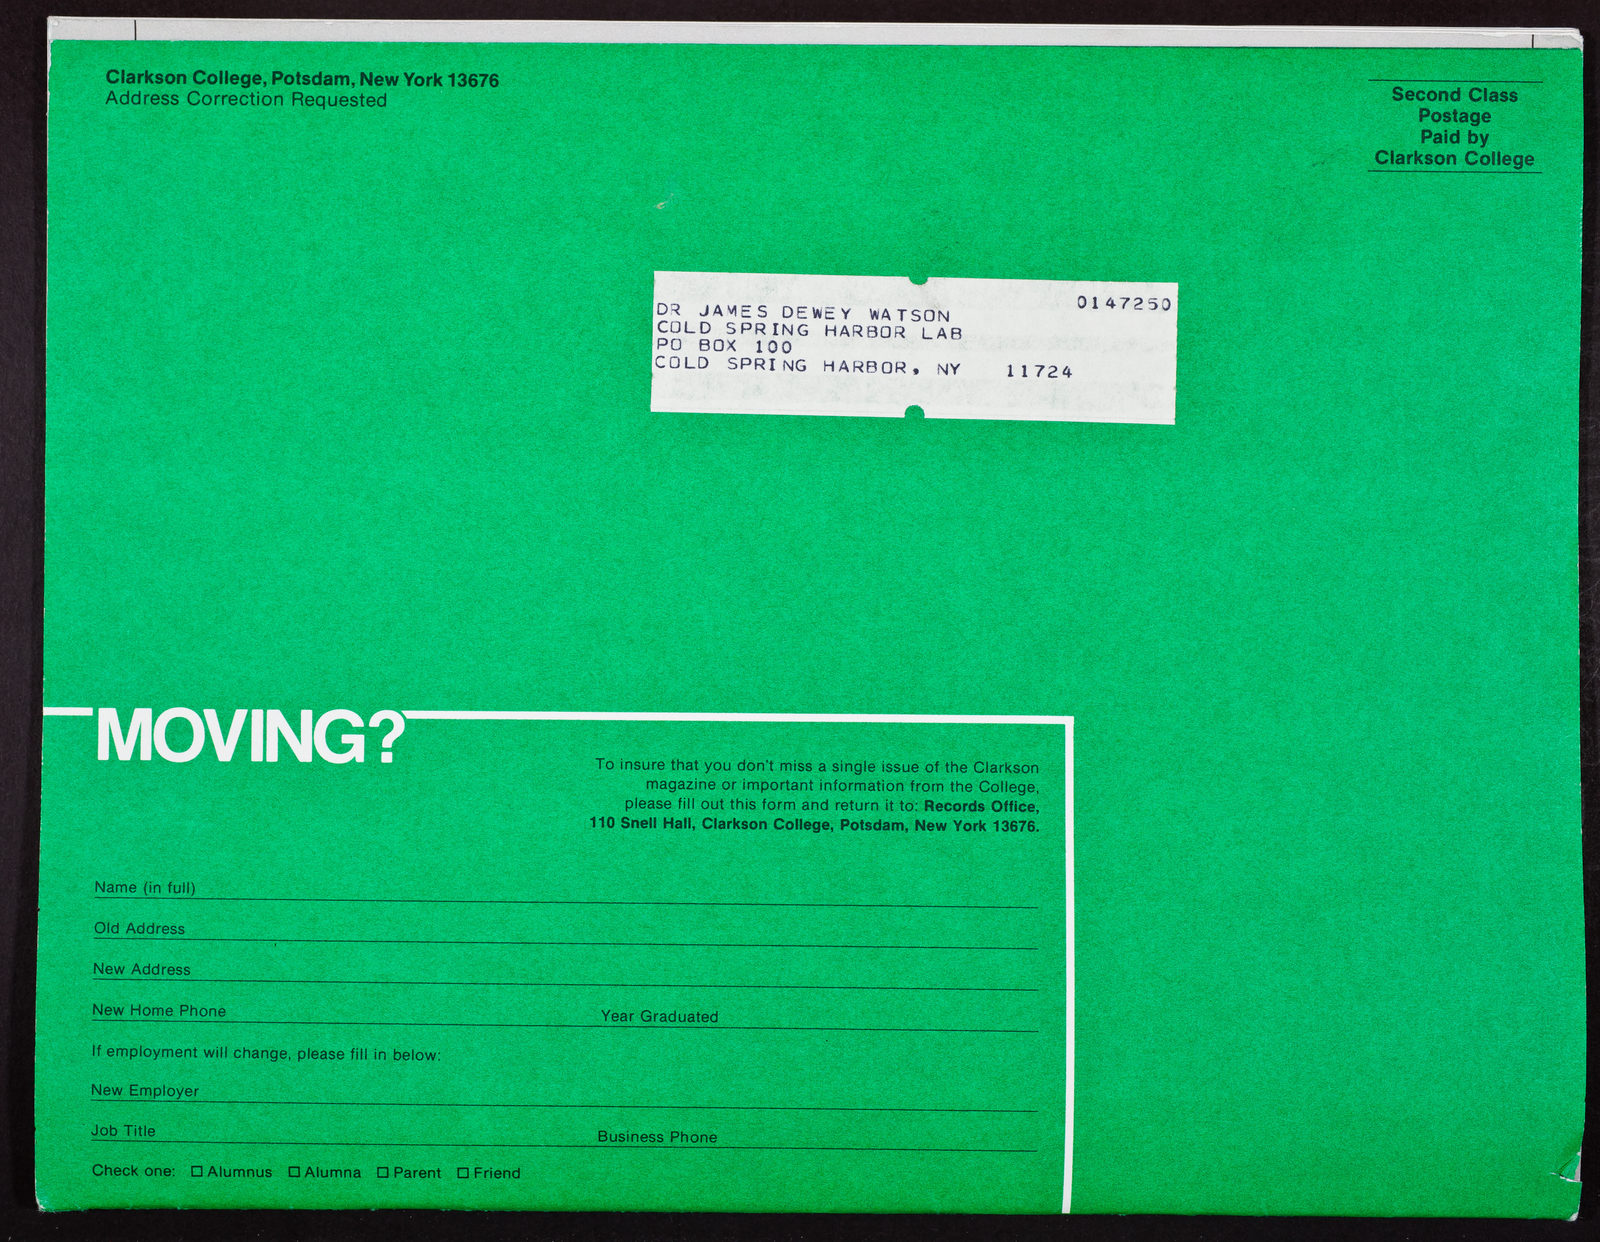 Clarkson College, Potsdam, New York 13676
Address Correction Requested
Second Class
Postage
Paid by
Clarkson College
0147250
DR JAMES DEWEY WATSON
COLD SPRING HARBOR LAB
PO BOX 100
COLD SPRING HARBOR, NY 11724
MOVING?
To insure that you don't miss a single issue of the Clarkson
magazine or important information from the College,
please fill out this form and return it to: Records Office,
110 Snell Hall, Clarkson College, Potsdam, New York 13676.
Name (in full)
Old Address
New Address
New Home Phone Year Graduated
If employment will change, please fill in below:
New Employer
Job Title Business Phone
Check one: ☐ Alumnus ☐ Alumna ☐ Parent ☐ Friend